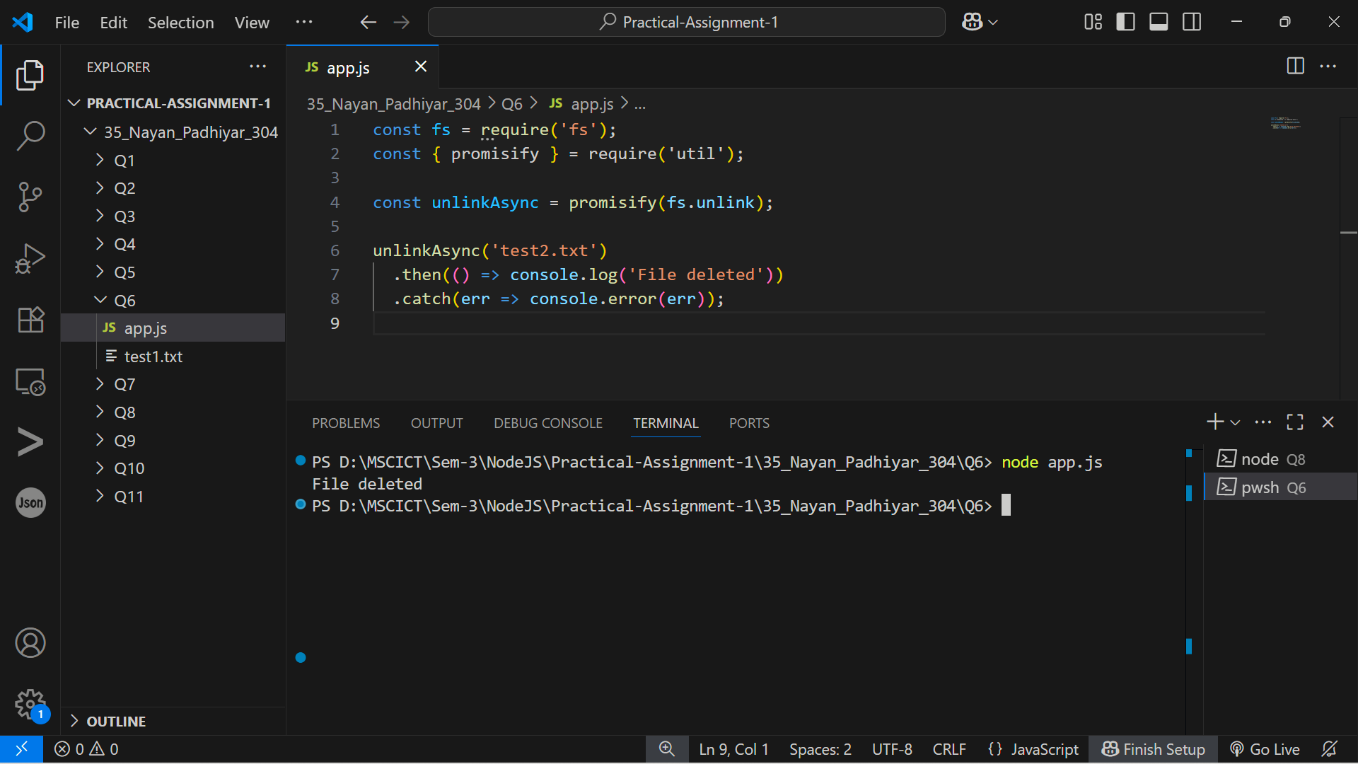 File Edit Selection View ... Practical-Assignment-1
EXPLORER ...
PRACTICAL-ASSIGNMENT-1
35_Nayan_Padhiyar_304
Q1
Q2
Q3
Q4
Q5
Q6
JS app.js
test1.txt
Q7
Q8
Q9
Q10
Q11
OUTLINE
JSON
1
JS app.js
35_Nayan_Padhiyar_304 > Q6 > JS app.js > ...
1 const fs = require('fs');
2 const { promisify } = require('util');
3
4 const unlinkAsync = promisify(fs.unlink);
5
6 unlinkAsync('test2.txt')
7 .then(() => console.log('File deleted'))
8 .catch(err => console.error(err));
9
PROBLEMS OUTPUT DEBUG CONSOLE TERMINAL PORTS
PS D:\MSCICT\Sem-3\NodeJS\Practical-Assignment-1\35_Nayan_Padhiyar_304\Q6> node app.js
File deleted
PS D:\MSCICT\Sem-3\NodeJS\Practical-Assignment-1\35_Nayan_Padhiyar_304\Q6>
node Q8
pwsh Q6
0 0 Ln 9, Col 1 Spaces: 2 UTF-8 CRLF {} JavaScript Finish Setup Go Live